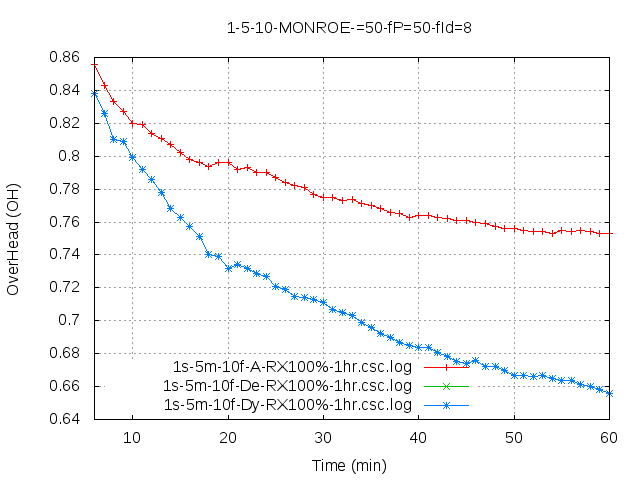 1-5-10-MONROE-=50-fP=50-fId=8
0.86
0.84
0.82
0.8
0.78
0.76
0.74
0.72
0.7
0.68
0.66
0.64
OverHead (OH)
1s-5m-10f-A-RX100%-1hr.csc.log
1s-5m-10f-De-RX100%-1hr.csc.log
1s-5m-10f-Dy-RX100%-1hr.csc.log
10 20 30 40 50 60
Time (min)